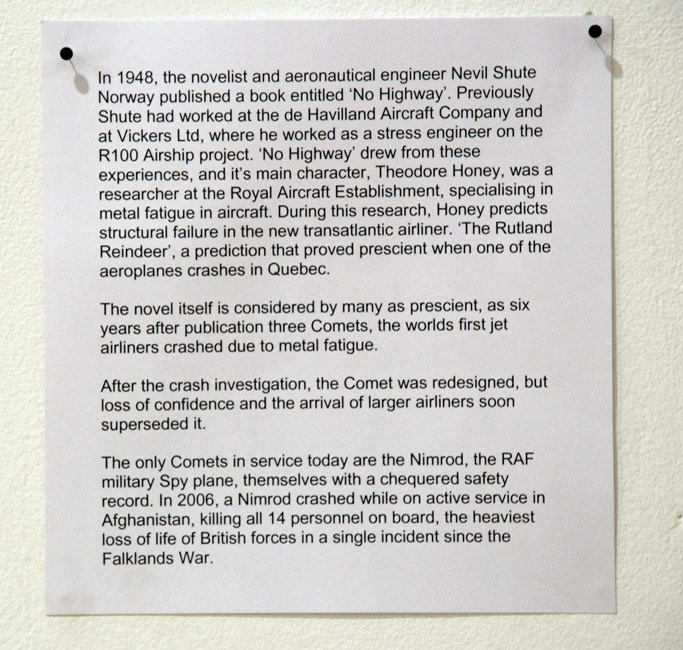 In 1948, the novelist and aeronautical engineer Nevil Shute
Norway published a book entitled ‘No Highway’. Previously
Shute had worked at the de Havilland Aircraft Company and
at Vickers Ltd, where he worked as a stress engineer on the
R100 Airship project. ‘No Highway’ drew from these
experiences, and it’s main character, Theodore Honey, was a
researcher at the Royal Aircraft Establishment, specialising in
metal fatigue in aircraft. During this research, Honey predicts
structural failure in the new transatlantic airliner. ‘The Rutland
Reindeer’, a prediction that proved prescient when one of the
aeroplanes crashes in Quebec.
The novel itself is considered by many as prescient, as six
years after publication three Comets, the worlds first jet
airliners crashed due to metal fatigue.
After the crash investigation, the Comet was redesigned, but
loss of confidence and the arrival of larger airliners soon
superseded it.
The only Comets in service today are the Nimrod, the RAF
military Spy plane, themselves with a chequered safety
record. In 2006, a Nimrod crashed while on active service in
Afghanistan, killing all 14 personnel on board, the heaviest
loss of life of British forces in a single incident since the
Falklands War.